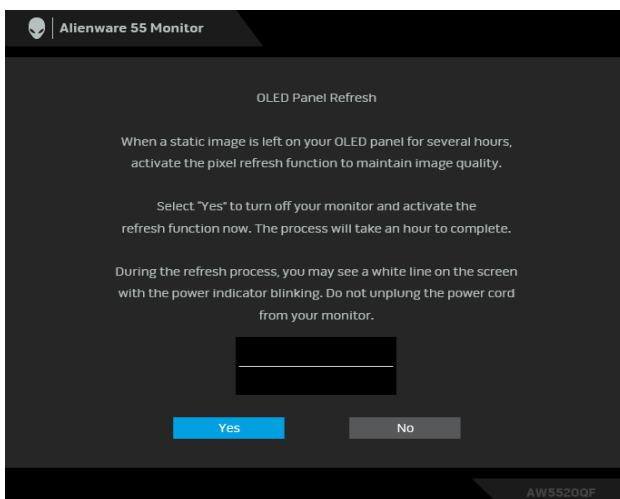 Alienware 55 Monitor
OLED Panel Refresh
When a static image is left on your OLED panel for several hours,
activate the pixel refresh function to maintain image quality.
Select "Yes" to turn off your monitor and activate the
refresh function now. The process will take an hour to complete.
During the refresh process, you may see a white line on the screen
with the power indicator blinking. Do not unplung the power cord
from your monitor.
Yes
No
AW5520QF